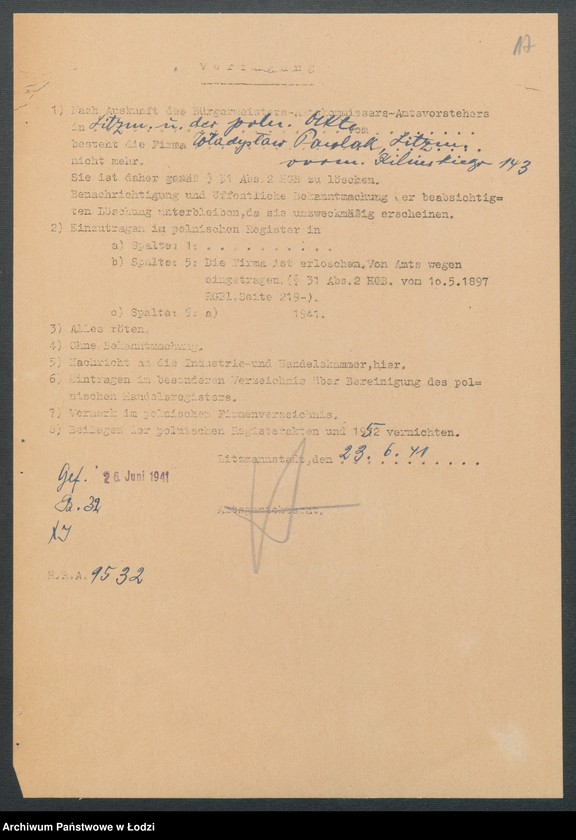 17
Verfügung
1) Nach Auskunft des Bürgermeisters-Amtskommissars-Amtsvorstehers
in Litzm. u. der poln. Akte vom . . . . . . .
besteht die Firma Władysław Pawlak, Litzm.
nicht mehr. vorm. Kilińskiego 143
Sie ist daher gemäß § 31 Abs.2 HGB zu löschen.
Benachrichtigung und Öffentliche Bekanntmachung der beabsichtig=
ten Löschung unterbleiben,da sie unzweckmäßig erscheinen.
2) Einzutragen im polnischen Register in
a) Spalte: 1: . . . . . . . . . .
b) Spalte: 5: Die Firma ist erloschen.Von Amts wegen
eingetragen.(§ 31 Abs.2 HGB. vom 10.5.1897
RGBl.Seite 219-).
c) Spalte: 9: a) 1941.
3) Alles röten.
4) Ohne Bekanntmachung.
5) Nachricht an die Industrie-und Handelskammer,hier.
6) Eintragen im besonderen Verzeichnis über Bereinigung des pol=
nischen Handelsregisters.
7) Vermerk im polnischen Firmenverzeichnis.
8) Beilegen der polnischen Registerakten und 1952 vernichten.
Litzmannstadt,den 23. 6. 41
Gef. 26. Juni 1941
32
Amtsgericht.
H.R.A. 9532
Archiwum Państwowe w Łodzi